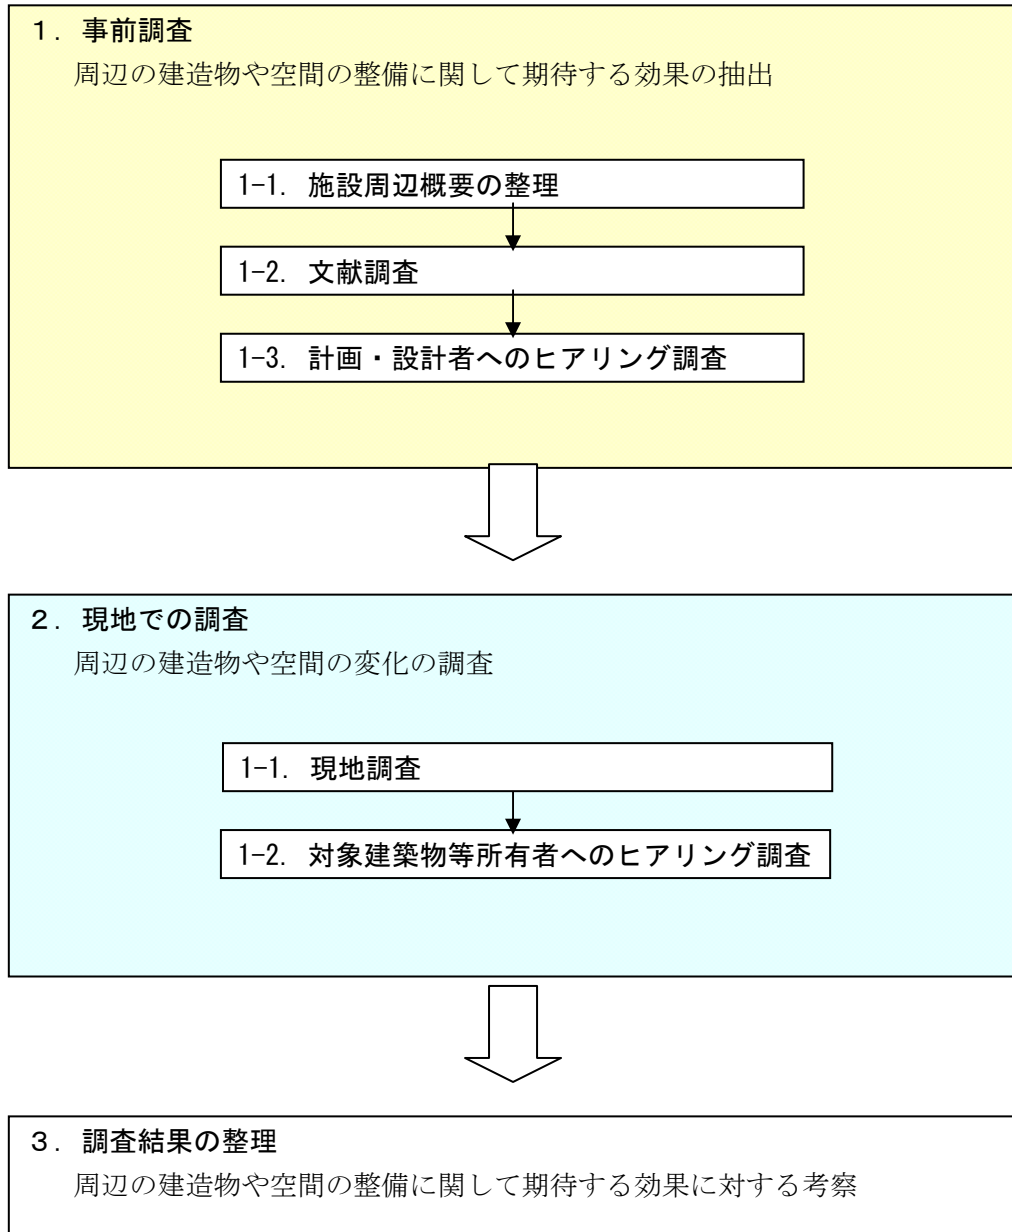 １．事前調査
周辺の建造物や空間の整備に関して期待する効果の抽出
1-1. 施設周辺概要の整理
1-2. 文献調査
1-3. 計画・設計者へのヒアリング調査
２．現地での調査
周辺の建造物や空間の変化の調査
1-1. 現地調査
1-2. 対象建築物等所有者へのヒアリング調査
３．調査結果の整理
周辺の建造物や空間の整備に関して期待する効果に対する考察